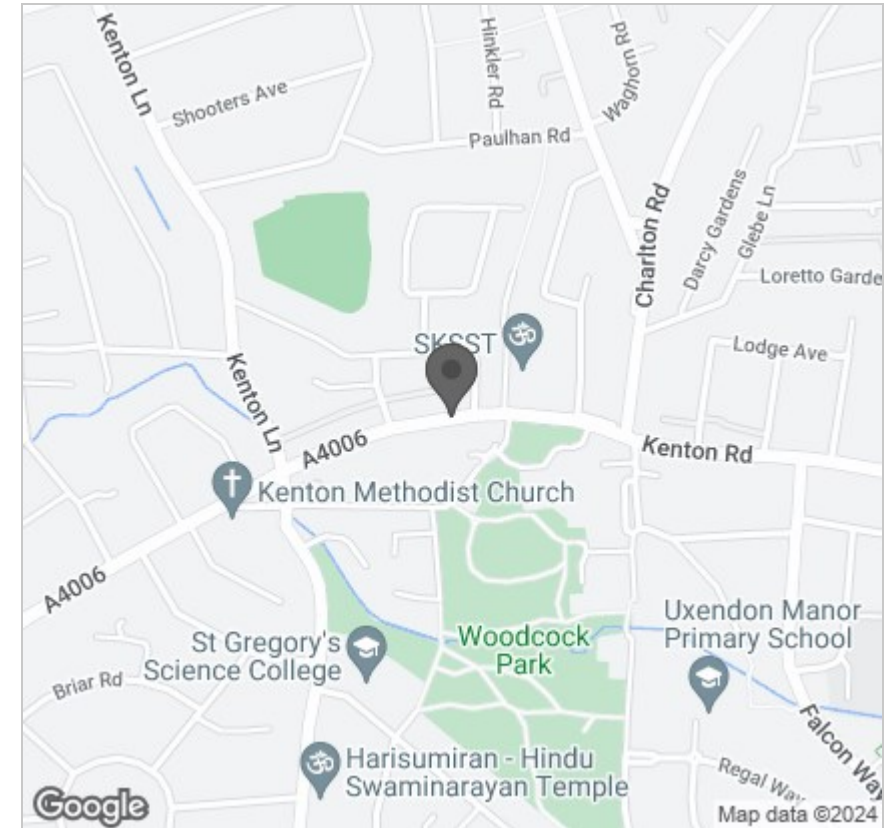 Kenton Ln
Shooters Ave
Hinkler Rd
Waghorn Rd
Paulhan Rd
Charlton Rd
Darcy Gardens
Glebe Ln
Loretto Garde
SKSST
Lodge Ave
Kenton Ln
A4006
Kenton Rd
Kenton Methodist Church
A4006
St Gregory's
Science College
Woodcock
Park
Uxendon Manor
Primary School
Briar Rd
Falcon Way
Harisumiran - Hindu
Swaminarayan Temple
Regal Way
Google
Map data ©2024